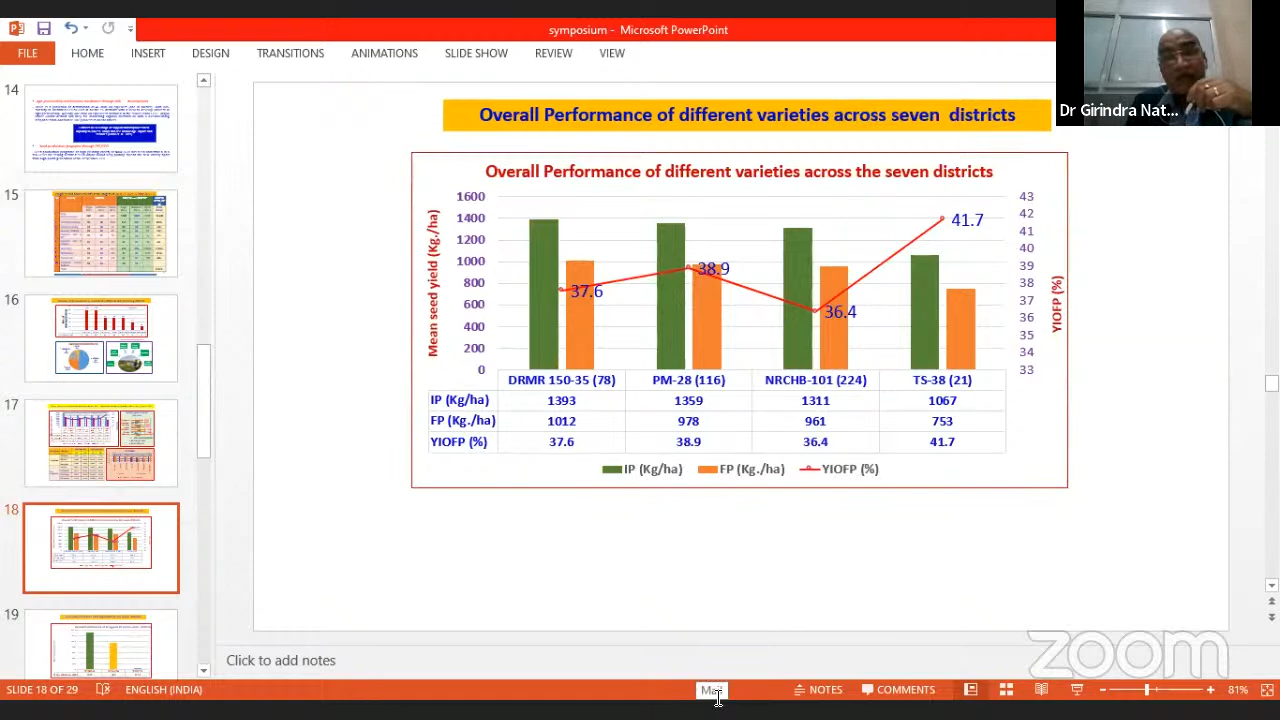 symposium - Microsoft PowerPoint
FILE HOME INSERT DESIGN TRANSITIONS ANIMATIONS SLIDE SHOW REVIEW VIEW
Dr Girindra Nat...
14
15
16
17
18
19
Overall Performance of different varieties across seven districts
Overall Performance of different varieties across the seven districts
Mean seed yield (Kg./ha)
1600
1400
1200
1000
800
600
400
200
0
37.6
38.9
36.4
41.7
43
42
41
40
39
38
37
36
35
34
33
YIOFP (%)
DRMR 150-35 (78) PM-28 (116) NRCHB-101 (224) TS-38 (21)
IP (Kg/ha) 1393 1359 1311 1067
FP (Kg./ha) 1012 978 961 753
YIOFP (%) 37.6 38.9 36.4 41.7
IP (Kg/ha) FP (Kg./ha) YIOFP (%)
zoom
Click to add notes
SLIDE 18 OF 29 ENGLISH (INDIA) NOTES COMMENTS 81%